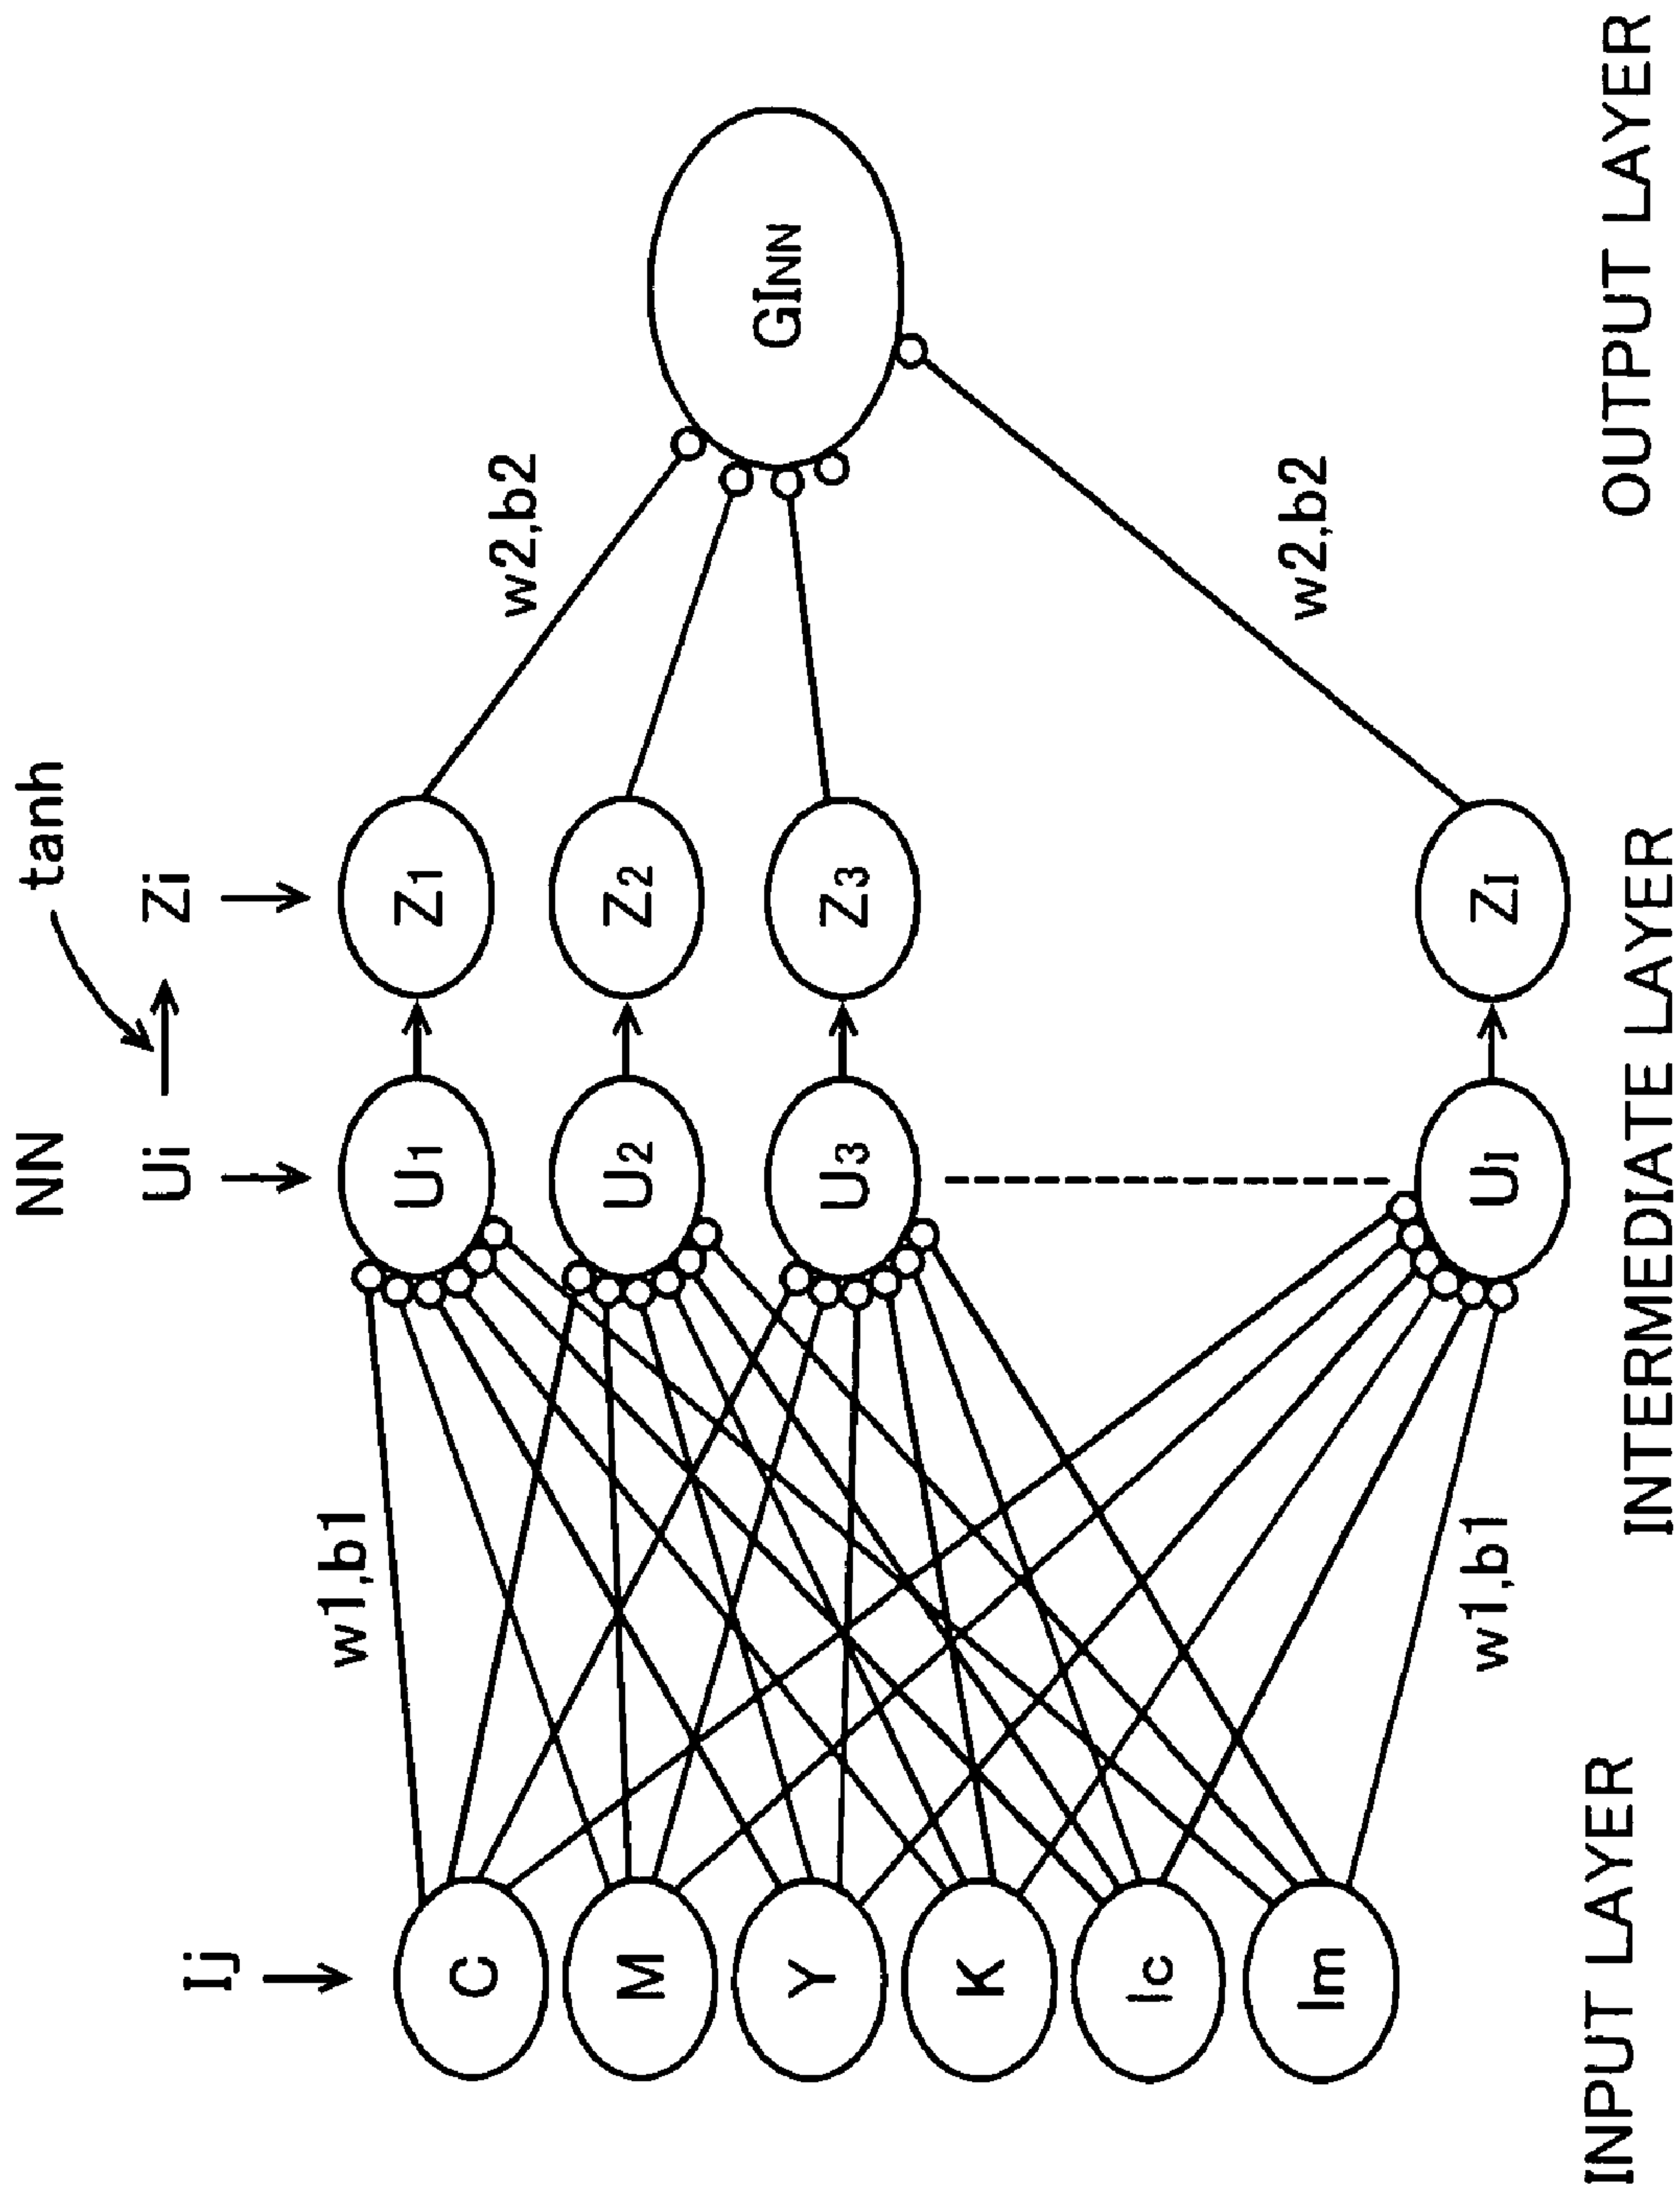 NN
tanh
Ij
Ui
Zi
w1,b1
w2,b2
C
M
Y
K
lc
lm
U1
U2
U3
UI
Z1
Z2
Z3
ZI
GINN
w1,b1
w2,b2
INPUT LAYER
INTERMEDIATE LAYER
OUTPUT LAYER